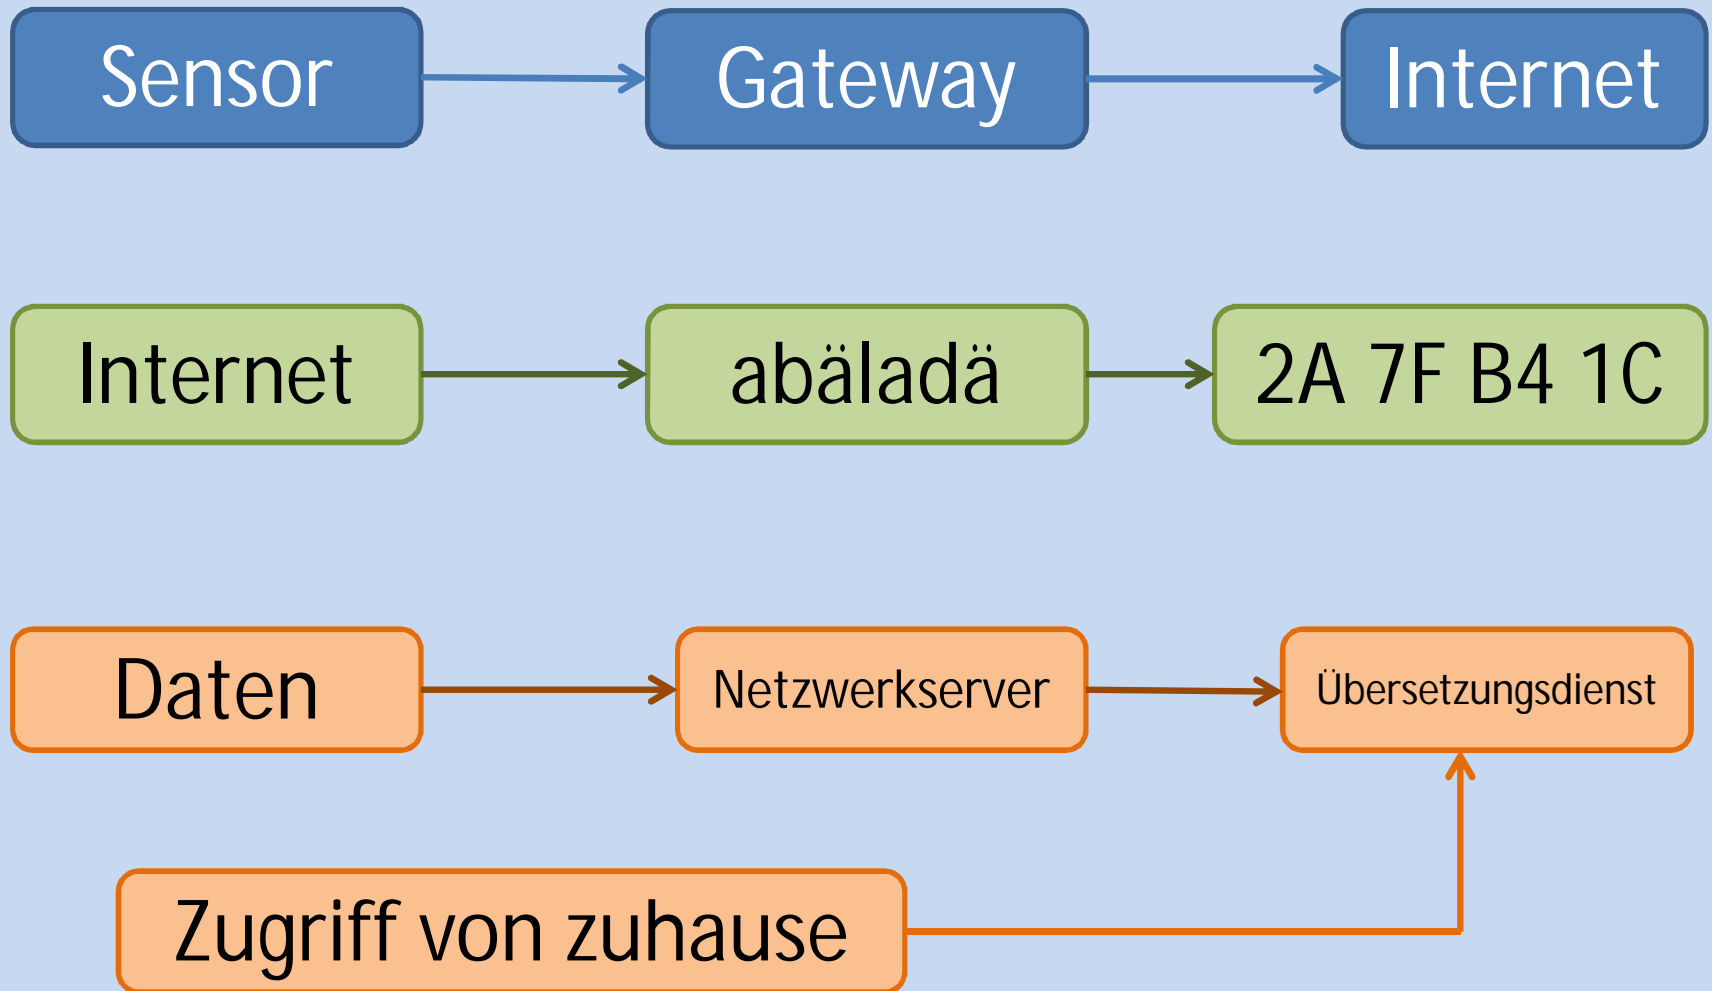 Sensor
Gateway
Internet
Internet
abäladä
2A 7F B4 1C
Daten
Netzwerkserver
Übersetzungsdienst
Zugriff von zuhause